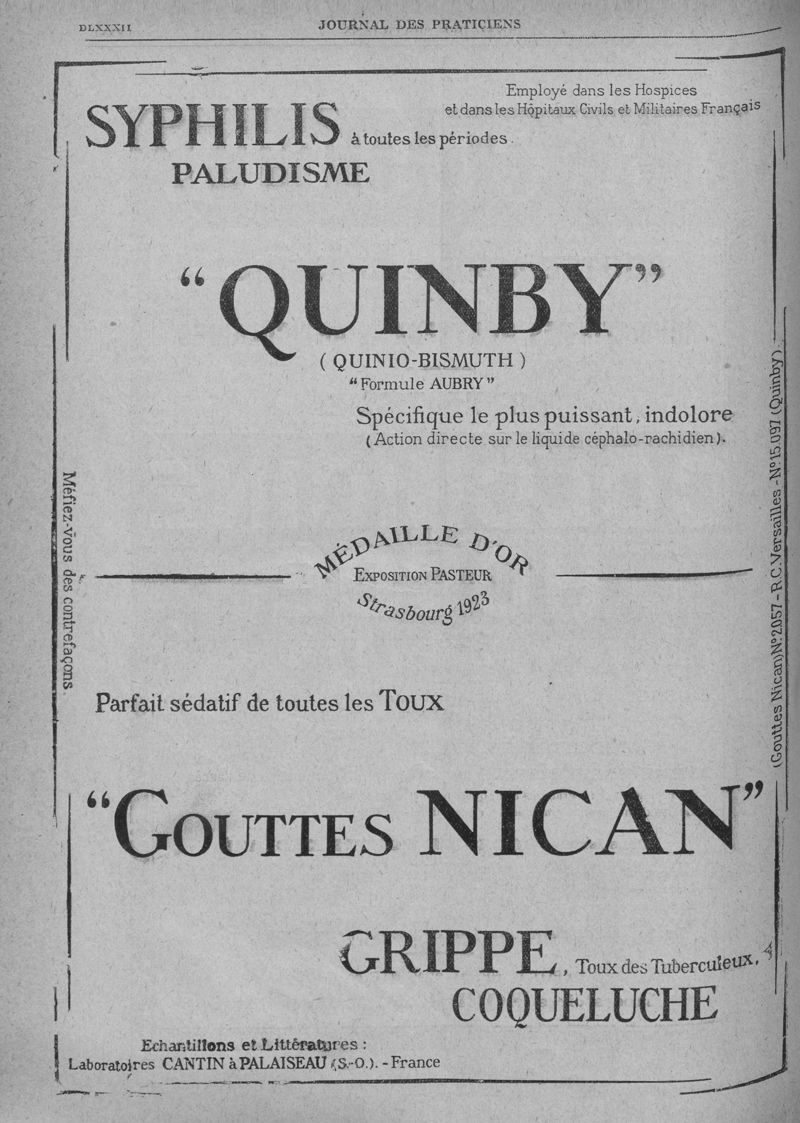 DLXXXII
JOURNAL DES PRATICIENS
Employé dans les Hospices
et dans les Hôpitaux Civils et Militaires Français
SYPHILIS à toutes les périodes.
PALUDISME
“QUINBY”
(QUINIO-BISMUTH)
“Formule AUBRY”
Spécifique le plus puissant, indolore
(Action directe sur le liquide céphalo-rachidien).
Méfiez-vous des contrefaçons.
MÉDAILLE D'OR
EXPOSITION PASTEUR
Strasbourg 1923
(Gouttes Nican) N° 2.057 - R.C. Versailles - N° 15.097 (Quinby).
Parfait sédatif de toutes les TOUX
“GOUTTES NICAN”
GRIPPE, Toux des Tuberculeux,
COQUELUCHE
Echantillons et Littératures :
Laboratoires CANTIN à PALAISEAU (S.-O.). - France